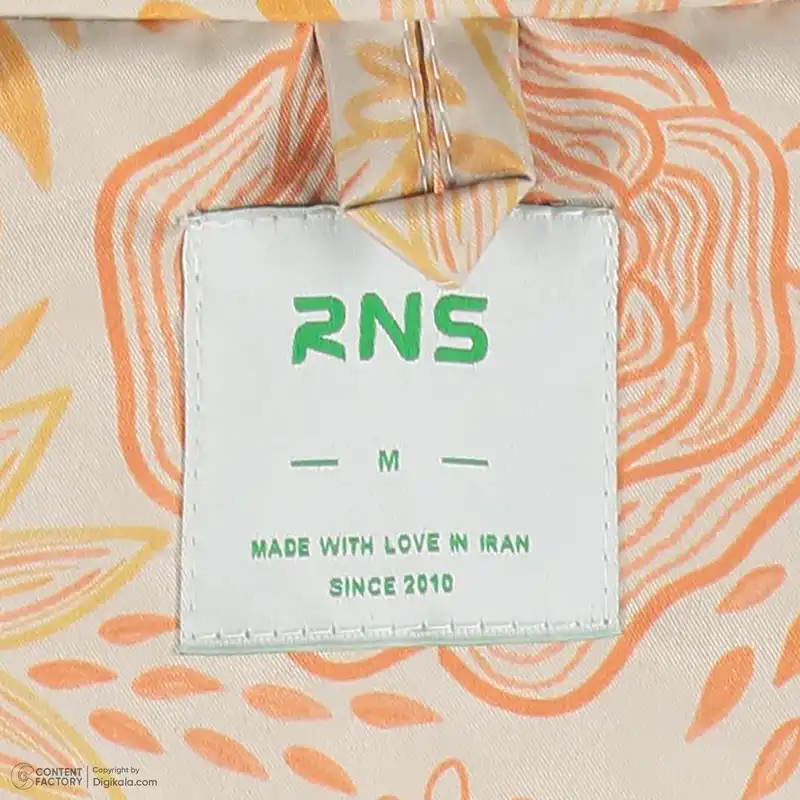 RNS
M
MADE WITH LOVE IN IRAN
SINCE 2010
CONTENT FACTORY
Copyright by
Digikala.com